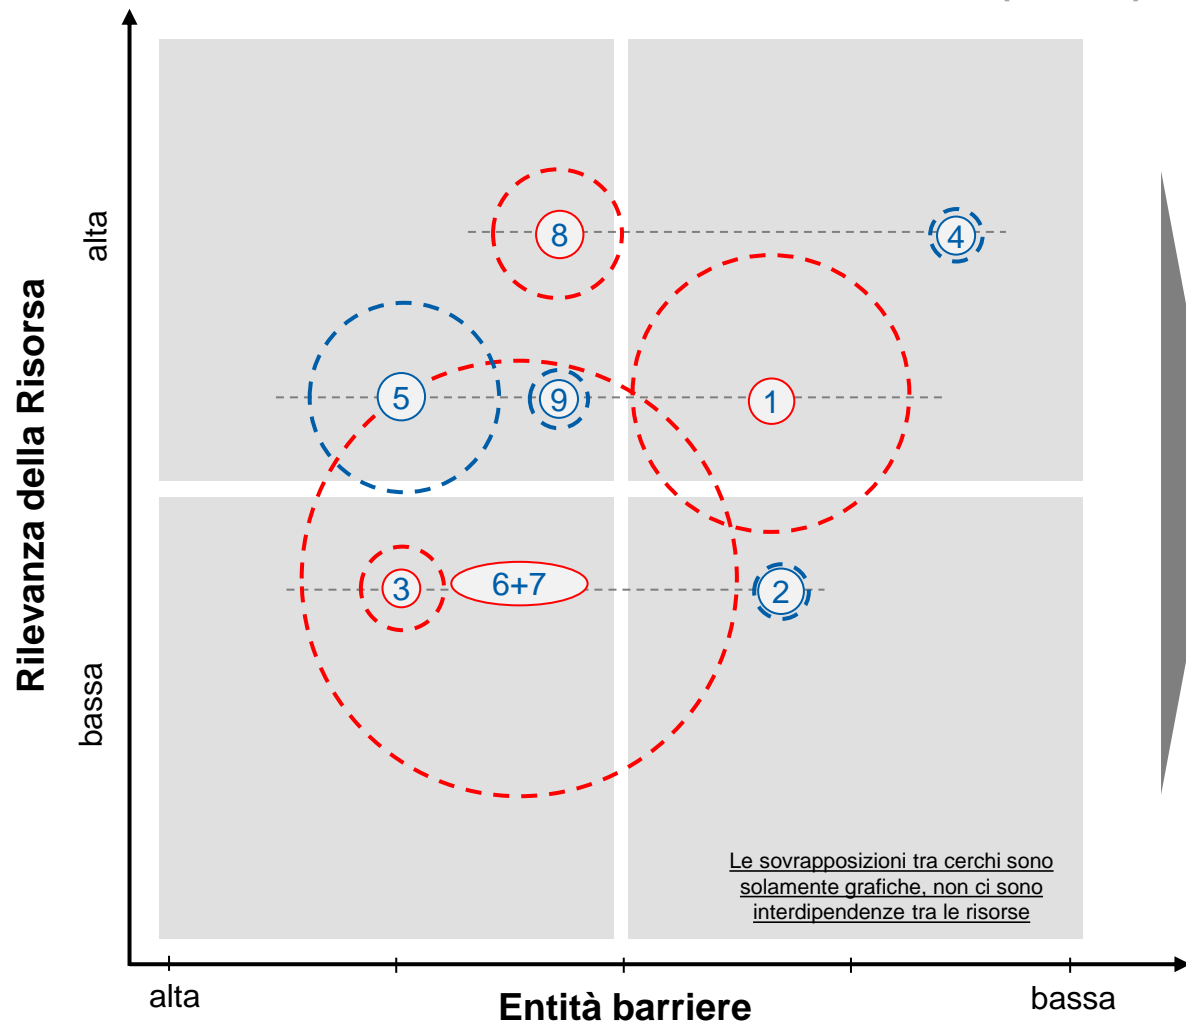 Rilevanza della Risorsa
alta
bassa
8
4
5
9
1
3
6+7
2
Le sovrapposizioni tra cerchi sono
solamente grafiche, non ci sono
interdipendenze tra le risorse
alta
Entità barriere
bassa